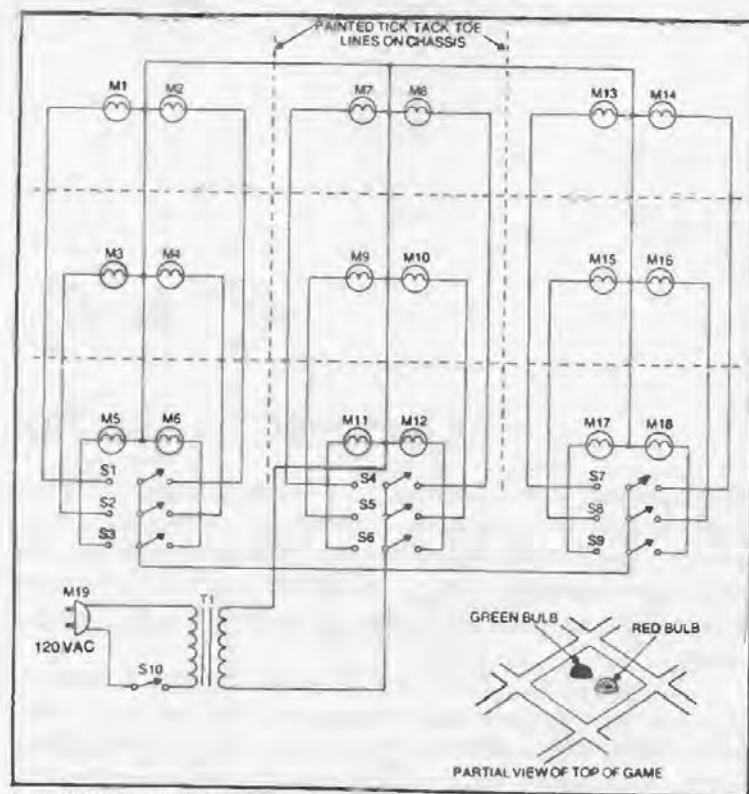 PAINTED TICK TACK TOE
LINES ON CHASSIS
M1 M2 M7 M8 M13 M14
M3 M4 M9 M10 M15 M16
M5 M6 M11 M12 M17 M18
S1 S4 S7
S2 S5 S8
S3 S6 S9
M19 T1
120 VAC
S10
GREEN BULB
RED BULB
PARTIAL VIEW OF TOP OF GAME